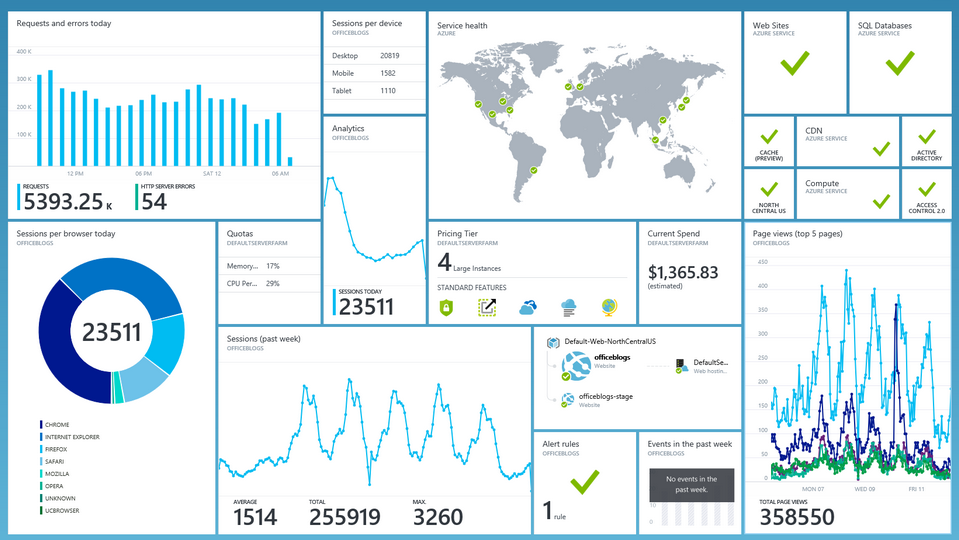 Requests and errors today
400 K
300 K
200 K
100 K
12 PM
06 PM
SAT 12
06 AM
REQUESTS
5393.25 K
HTTP SERVER ERRORS
54
Sessions per device
OFFICEBLOGS
Desktop 20819
Mobile 1582
Tablet 1110
Analytics
OFFICEBLOGS
SESSIONS TODAY
23511
Service health
AZURE
Web Sites
AZURE SERVICE
SQL Databases
AZURE SERVICE
CACHE
(PREVIEW)
CDN
AZURE SERVICE
ACTIVE
DIRECTORY
NORTH
CENTRAL US
Compute
AZURE SERVICE
ACCESS
CONTROL 2.0
Sessions per browser today
OFFICEBLOGS
23511
CHROME
INTERNET EXPLORER
FIREFOX
SAFARI
MOZILLA
OPERA
UNKNOWN
UCBROWSER
Quotas
DEFAULTSERVERFARM
Memory... 17%
CPU Per... 29%
Pricing Tier
DEFAULTSERVERFARM
4 Large Instances
STANDARD FEATURES
Current Spend
DEFAULTSERVERFARM
$1,365.83
(estimated)
Sessions (past week)
OFFICEBLOGS
AVERAGE
1514
TOTAL
255919
MAX.
3260
Default-Web-NorthCentralUS
officeblogs
Website
DefaultSe...
Web hostin...
officeblogs-stage
Website
Alert rules
OFFICEBLOGS
1 rule
Events in the past week
OFFICEBLOGS
No events in the
past week.
10
0
Page views (top 5 pages)
OFFICEBLOGS
450
400
350
300
250
200
150
100
50
0
MON 07
WED 09
FRI 11
TOTAL PAGE VIEWS
358550